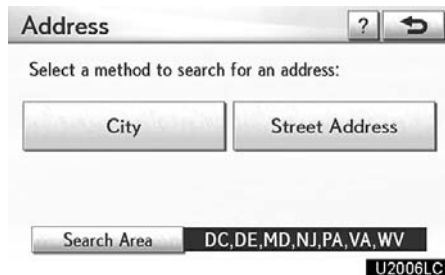 Address ?
Select a method to search for an address:
City Street Address
Search Area DC,DE,MD,NJ,PA,VA,WV
U2006LC